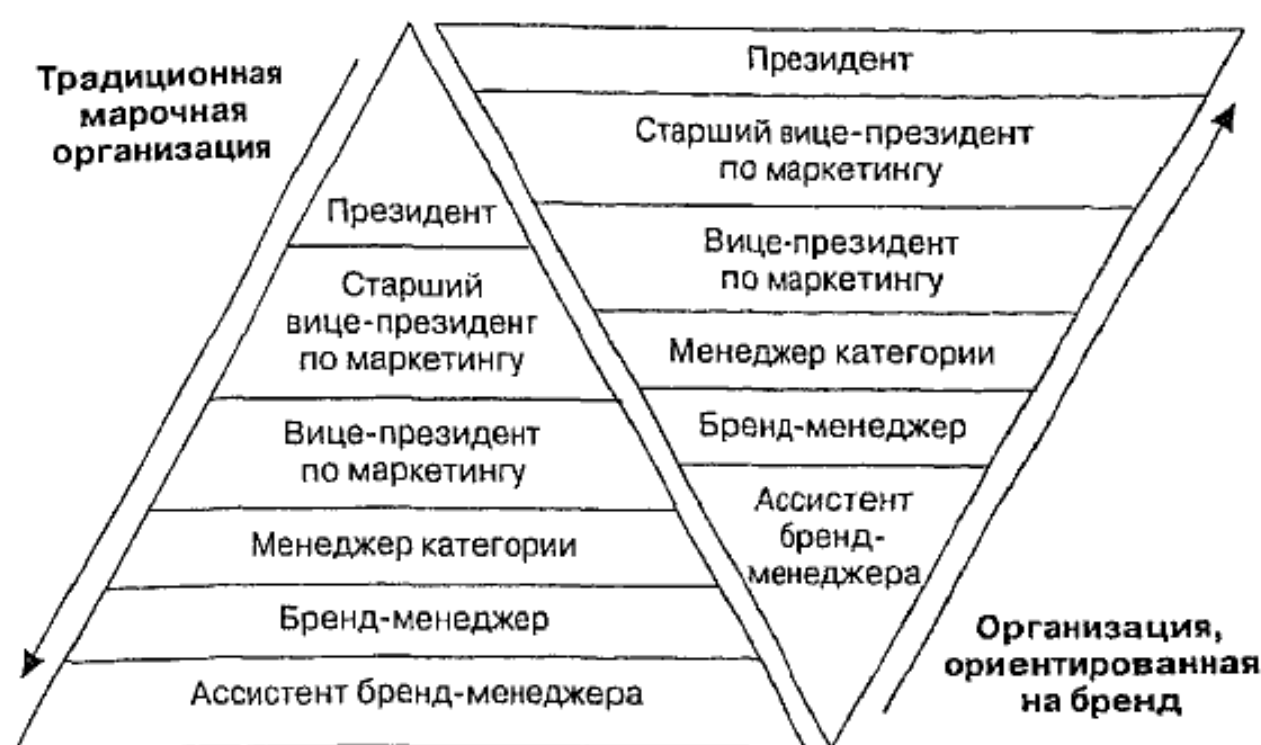 Традиционная
марочная
организация
Президент
Старший
вице-президент
по маркетингу
Вице-президент
по маркетингу
Менеджер категории
Бренд-менеджер
Ассистент бренд-менеджера
Президент
Старший вице-президент
по маркетингу
Вице-президент
по маркетингу
Менеджер категории
Бренд-менеджер
Ассистент
бренд-
менеджера
Организация,
ориентированная
на бренд